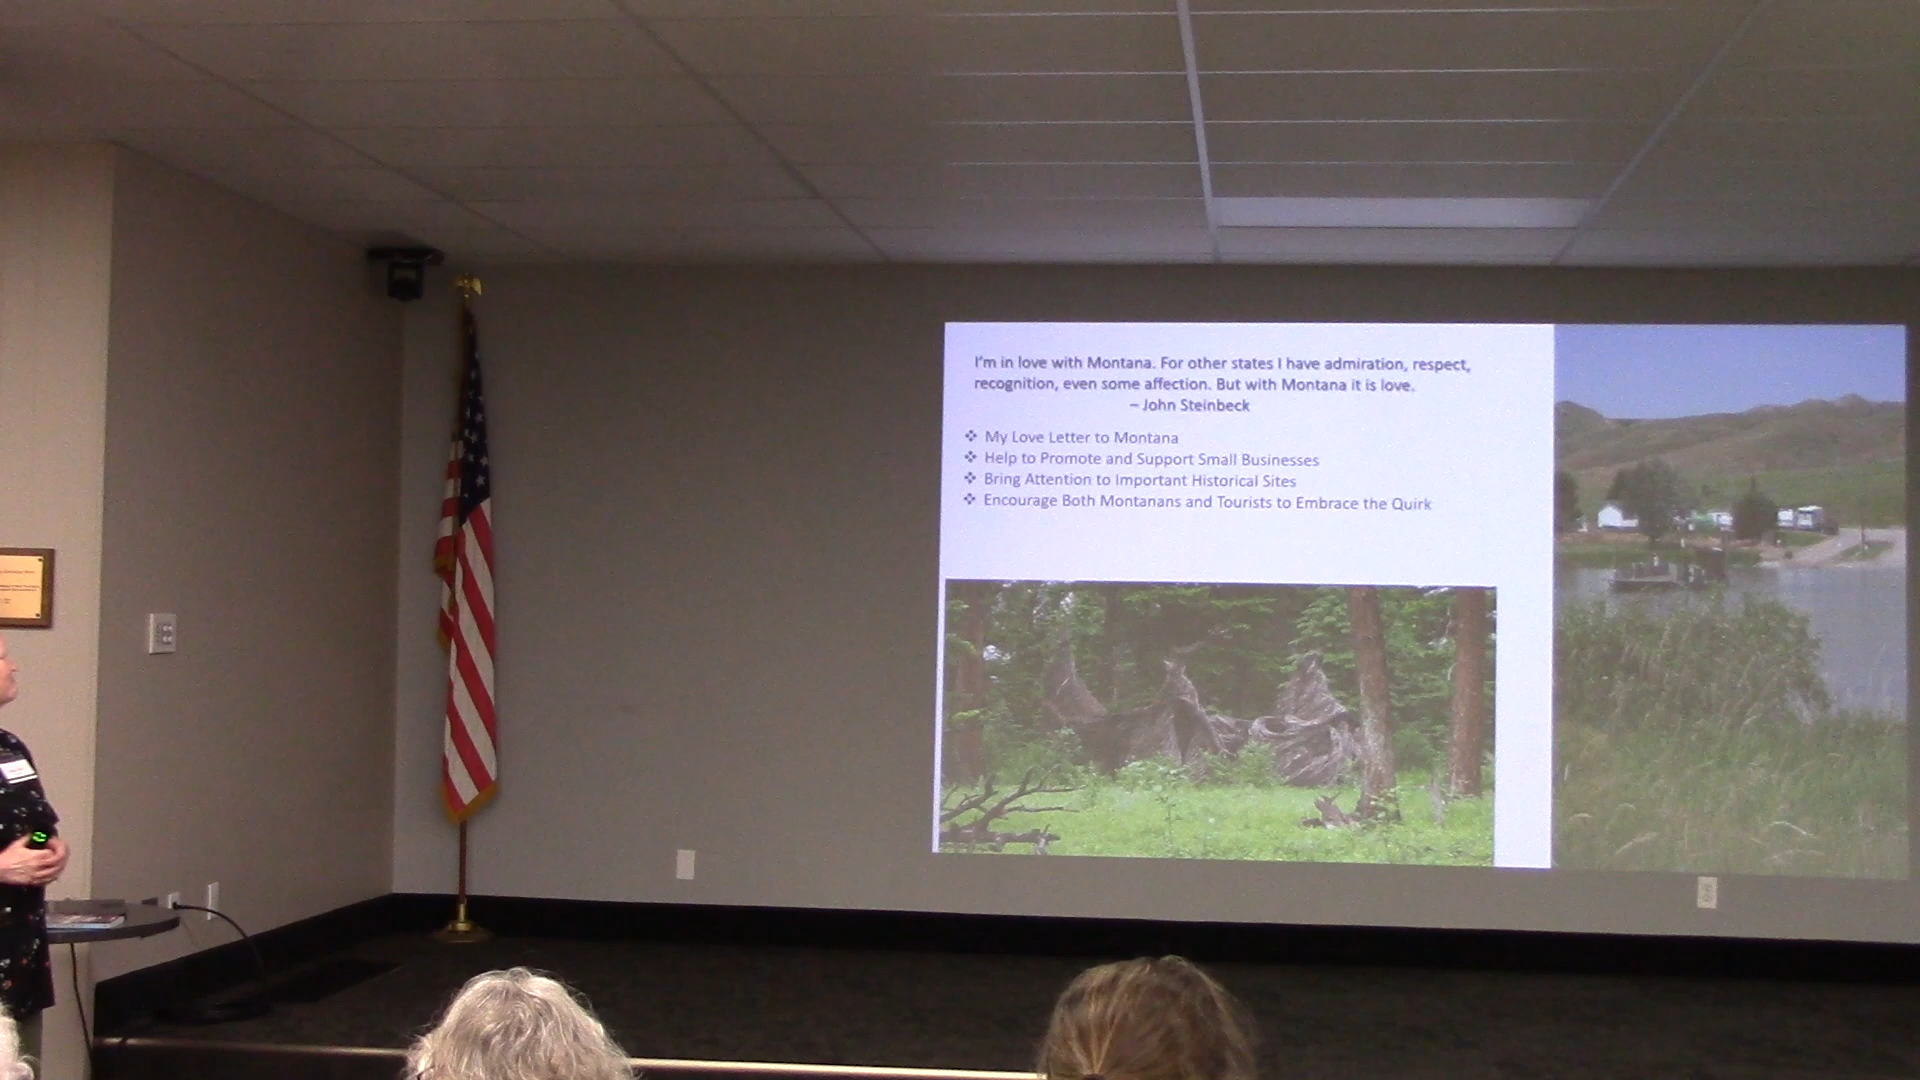 I'm in love with Montana. For other states I have admiration, respect,
recognition, even some affection. But with Montana it is love.
– John Steinbeck
❖ My Love Letter to Montana
❖ Help to Promote and Support Small Businesses
❖ Bring Attention to Important Historical Sites
❖ Encourage Both Montanans and Tourists to Embrace the Quirk